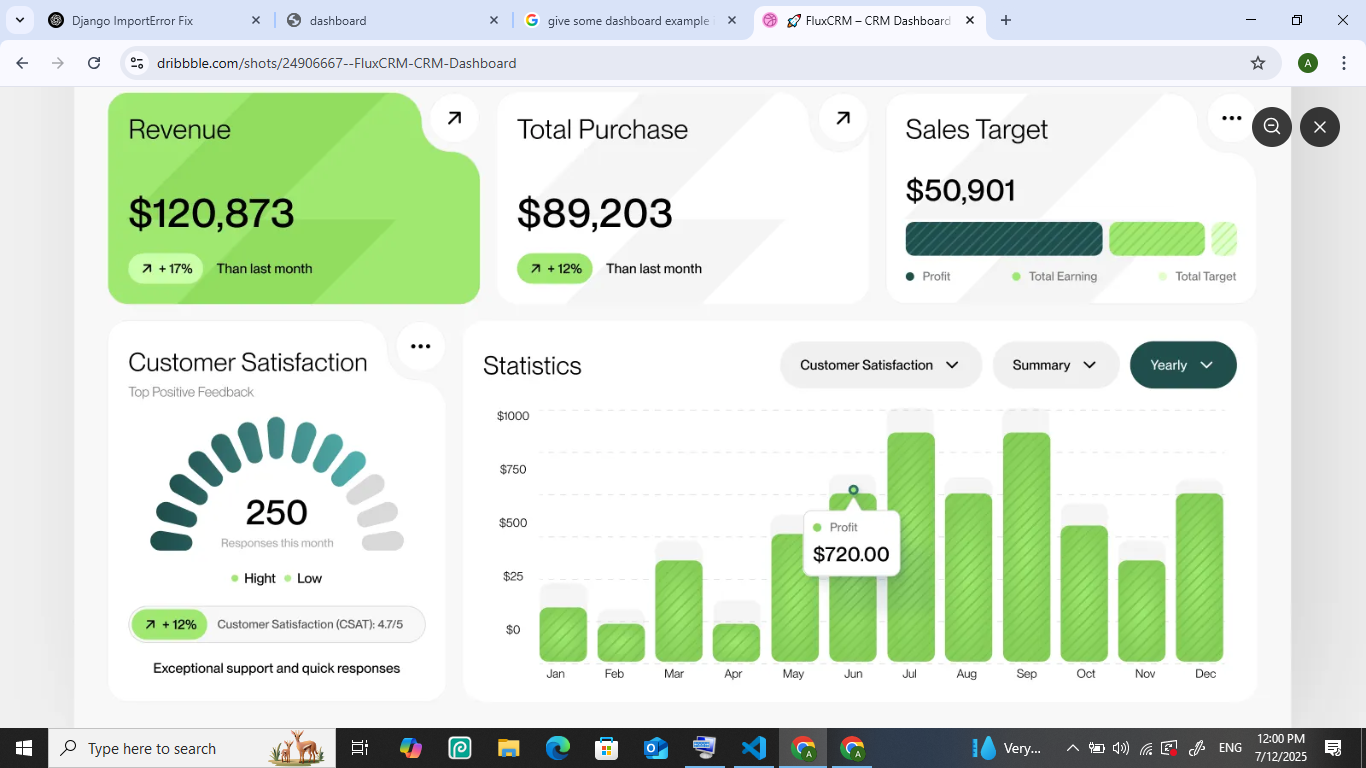 Django ImportError Fix
dashboard
give some dashboard example
FluxCRM – CRM Dashboard
dribbble.com/shots/24906667--FluxCRM-CRM-Dashboard
A
Revenue
$120,873
+ 17%
Than last month
Total Purchase
$89,203
+ 12%
Than last month
Sales Target
$50,901
Profit
Total Earning
Total Target
Customer Satisfaction
Top Positive Feedback
250
Responses this month
Hight
Low
+ 12%
Customer Satisfaction (CSAT): 4.7/5
Exceptional support and quick responses
Statistics
Customer Satisfaction
Summary
Yearly
$1000
$750
$500
$25
$0
Profit
$720.00
Jan Feb Mar Apr May Jun Jul Aug Sep Oct Nov Dec
Type here to search
Very...
ENG
12:00 PM
7/12/2025